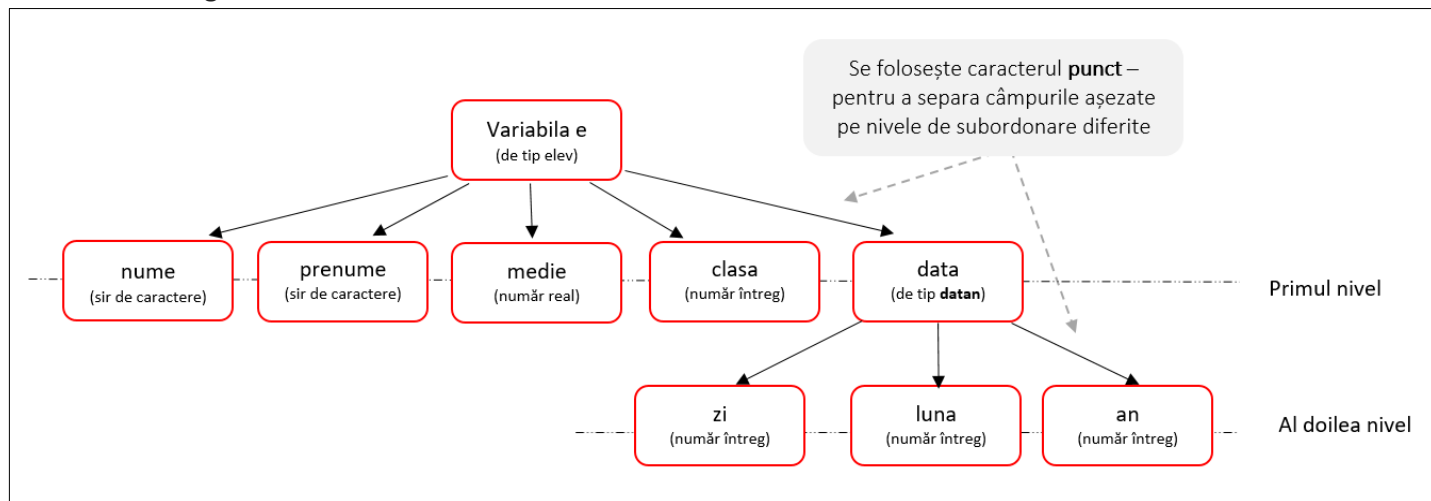 Se folosește caracterul punct –
pentru a separa câmpurile așezate
pe nivele de subordonare diferite
Variabila e
(de tip elev)
nume
(sir de caractere)
prenume
(sir de caractere)
medie
(număr real)
clasa
(număr întreg)
data
(de tip datan)
Primul nivel
zi
(număr întreg)
luna
(număr întreg)
an
(număr întreg)
Al doilea nivel